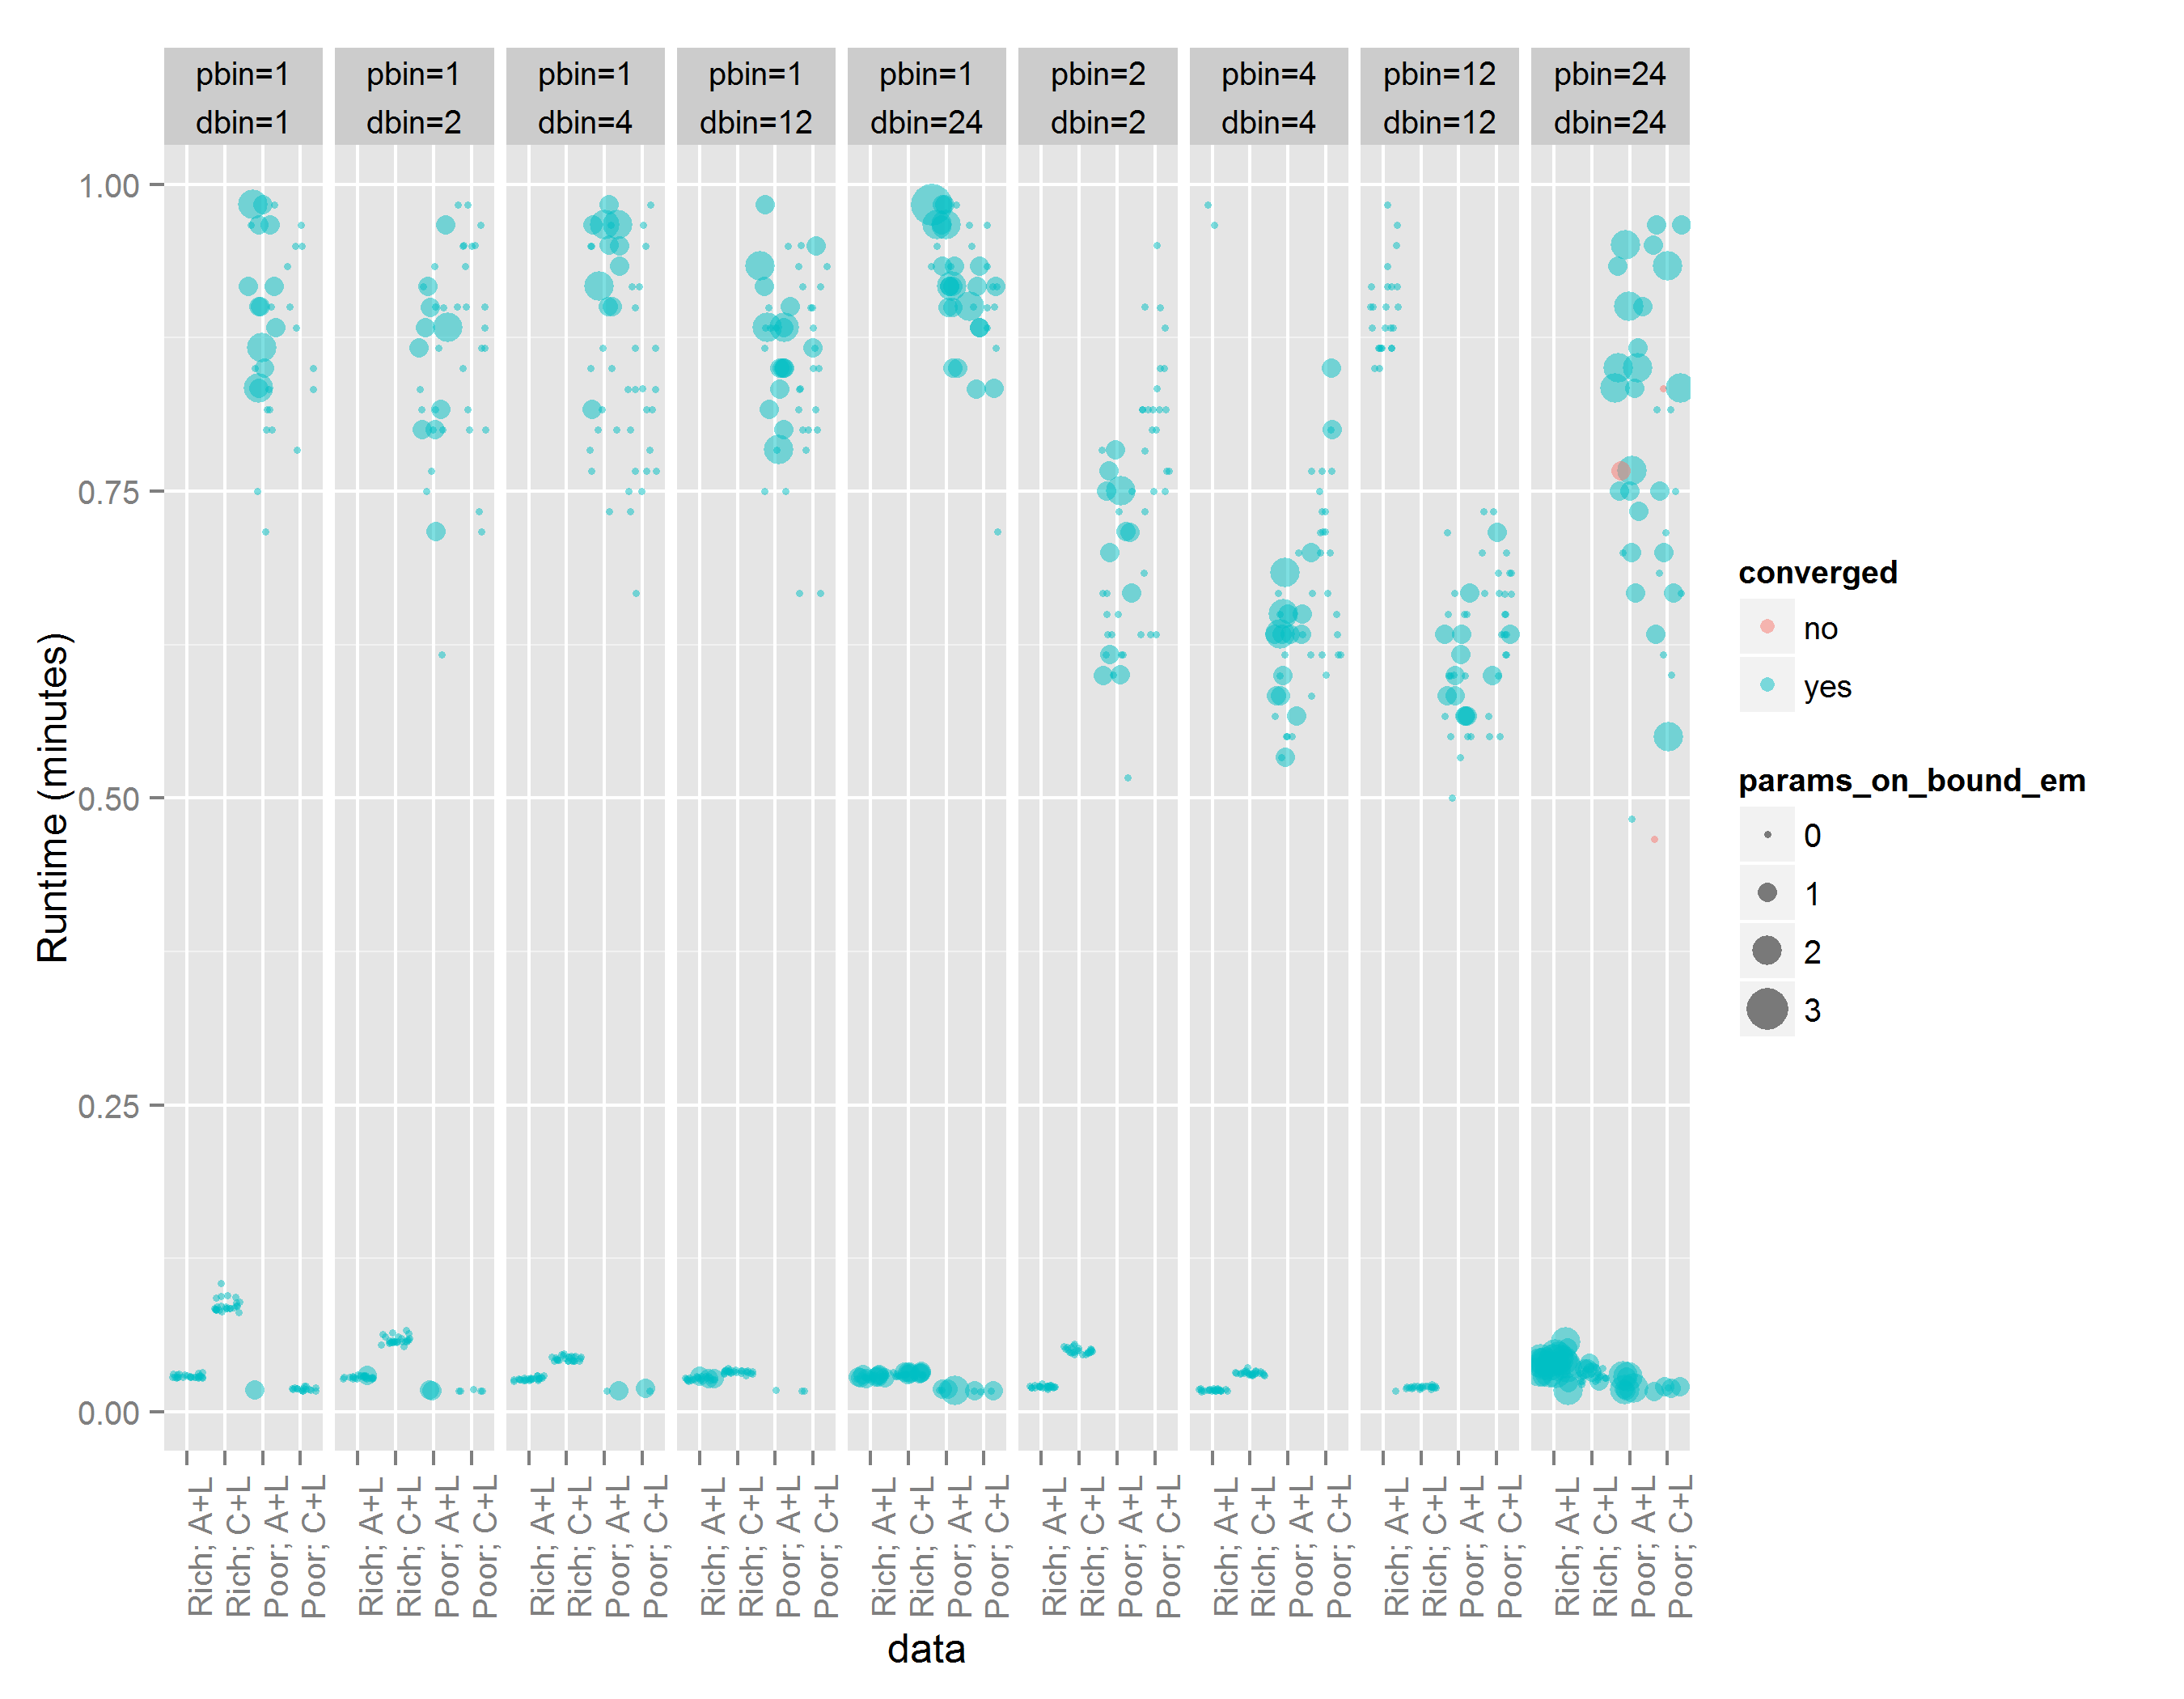 pbin=1 pbin=1 pbin=1 pbin=1 pbin=1 pbin=2 pbin=4 pbin=12 pbin=24
dbin=1 dbin=2 dbin=4 dbin=12 dbin=24 dbin=2 dbin=4 dbin=12 dbin=24
1.00
0.75
0.50
0.25
0.00
Runtime (minutes)
Rich; A+L
Rich; C+L
Poor; A+L
Poor; C+L
Rich; A+L
Rich; C+L
Poor; A+L
Poor; C+L
Rich; A+L
Rich; C+L
Poor; A+L
Poor; C+L
Rich; A+L
Rich; C+L
Poor; A+L
Poor; C+L
Rich; A+L
Rich; C+L
Poor; A+L
Poor; C+L
Rich; A+L
Rich; C+L
Poor; A+L
Poor; C+L
Rich; A+L
Rich; C+L
Poor; A+L
Poor; C+L
Rich; A+L
Rich; C+L
Poor; A+L
Poor; C+L
Rich; A+L
Rich; C+L
Poor; A+L
Poor; C+L
data
converged
no
yes
params_on_bound_em
0
1
2
3